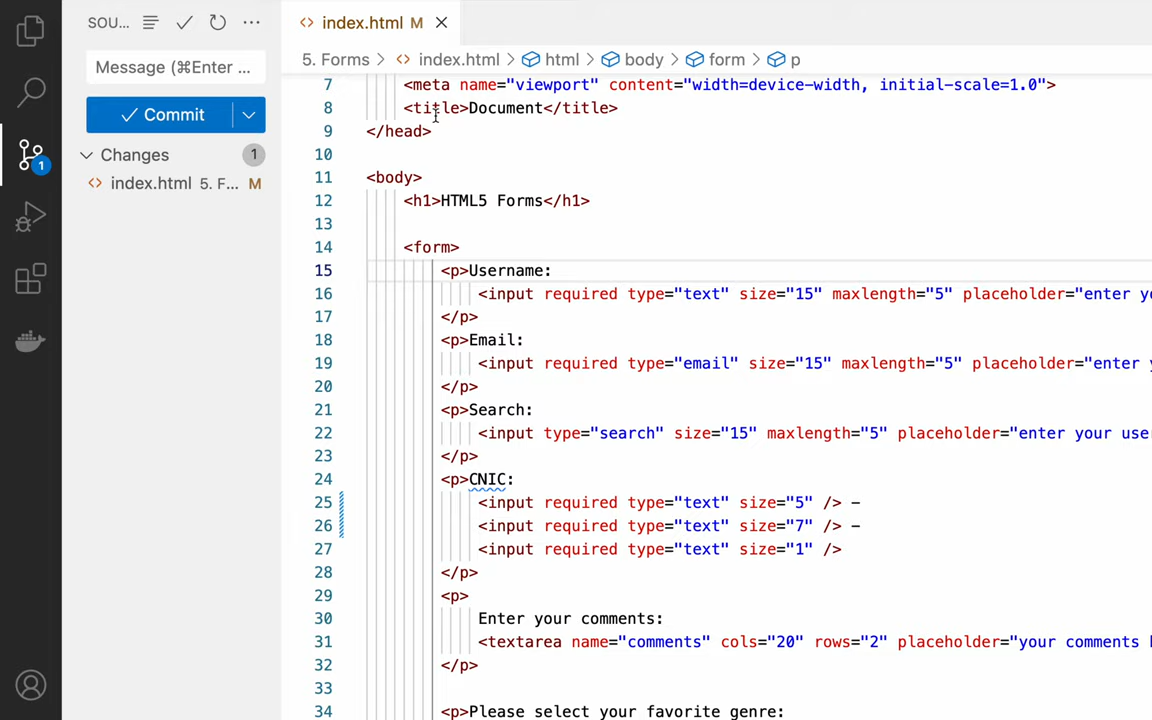 SOU...
Message (⌘Enter ...
Commit
Changes 1
index.html 5. F... M
1
index.html M
5. Forms > index.html > html > body > form > p
7 <meta name="viewport" content="width=device-width, initial-scale=1.0">
8 <title>Document</title>
9 </head>
10
11 <body>
12 <h1>HTML5 Forms</h1>
13
14 <form>
15 <p>Username:
16 <input required type="text" size="15" maxlength="5" placeholder="enter yo
17 </p>
18 <p>Email:
19 <input required type="email" size="15" maxlength="5" placeholder="enter y
20 </p>
21 <p>Search:
22 <input type="search" size="15" maxlength="5" placeholder="enter your use
23 </p>
24 <p>CNIC:
25 <input required type="text" size="5" /> -
26 <input required type="text" size="7" /> -
27 <input required type="text" size="1" />
28 </p>
29 <p>
30 Enter your comments:
31 <textarea name="comments" cols="20" rows="2" placeholder="your comments h
32 </p>
33
34 <p>Please select your favorite genre: